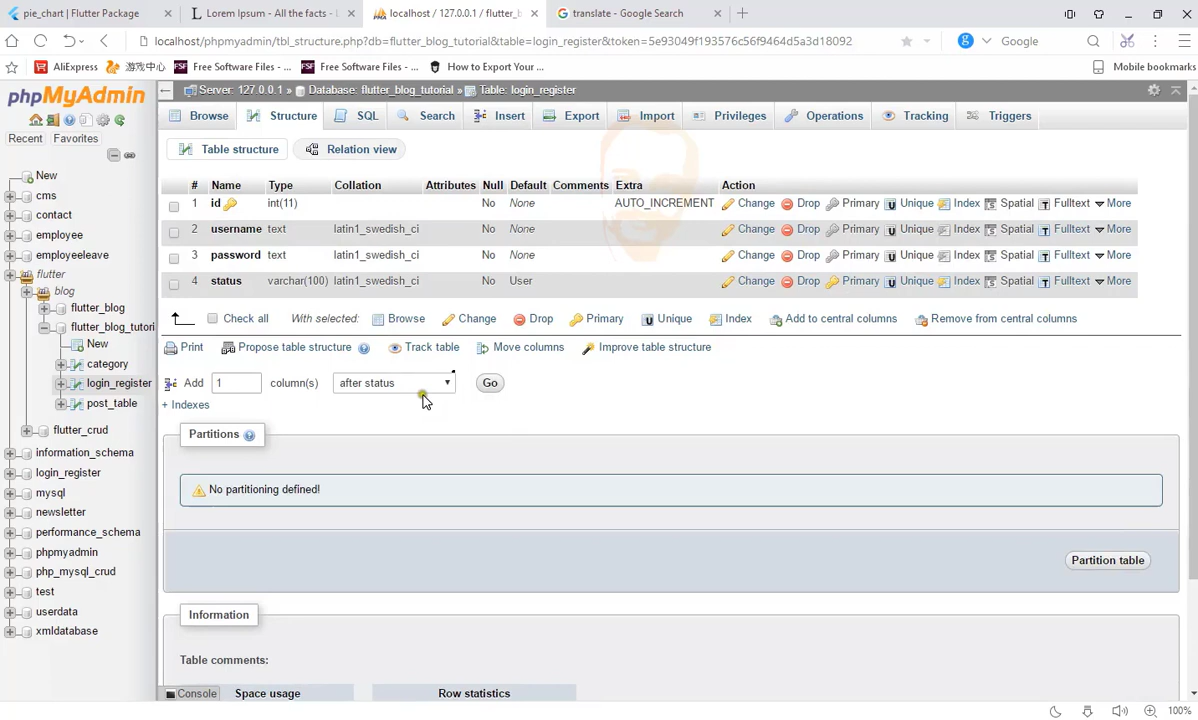 pie_chart | Flutter Package
Lorem Ipsum - All the facts - L
localhost / 127.0.0.1 / flutter_b
translate - Google Search
localhost/phpmyadmin/tbl_structure.php?db=flutter_blog_tutorial&table=login_register&token=5e93049f193576c56f9464d5a3d18092
Google
AliExpress
游戏中心
Free Software Files - ...
Free Software Files - ...
How to Export Your ...
Mobile bookmarks
phpMyAdmin
Recent
Favorites
New
cms
contact
employee
employeeleave
flutter
blog
flutter_blog
flutter_blog_tutori
New
category
login_register
post_table
flutter_crud
information_schema
login_register
mysql
newsletter
performance_schema
phpmyadmin
php_mysql_crud
test
userdata
xmldatabase
Server: 127.0.0.1 » Database: flutter_blog_tutorial » Table: login_register
Browse Structure SQL Search Insert Export Import Privileges Operations Tracking Triggers
Table structure Relation view
# Name Type Collation Attributes Null Default Comments Extra Action
1 id int(11) No None AUTO_INCREMENT Change Drop Primary Unique Index Spatial Fulltext More
2 username text latin1_swedish_ci No None Change Drop Primary Unique Index Spatial Fulltext More
3 password text latin1_swedish_ci No None Change Drop Primary Unique Index Spatial Fulltext More
4 status varchar(100) latin1_swedish_ci No User Change Drop Primary Unique Index Spatial Fulltext More
Check all With selected: Browse Change Drop Primary Unique Index Add to central columns Remove from central columns
Print Propose table structure Track table Move columns Improve table structure
Add 1 column(s) after status Go
+ Indexes
Partitions
No partitioning defined!
Partition table
Information
Table comments:
Console
Space usage
Row statistics
100%